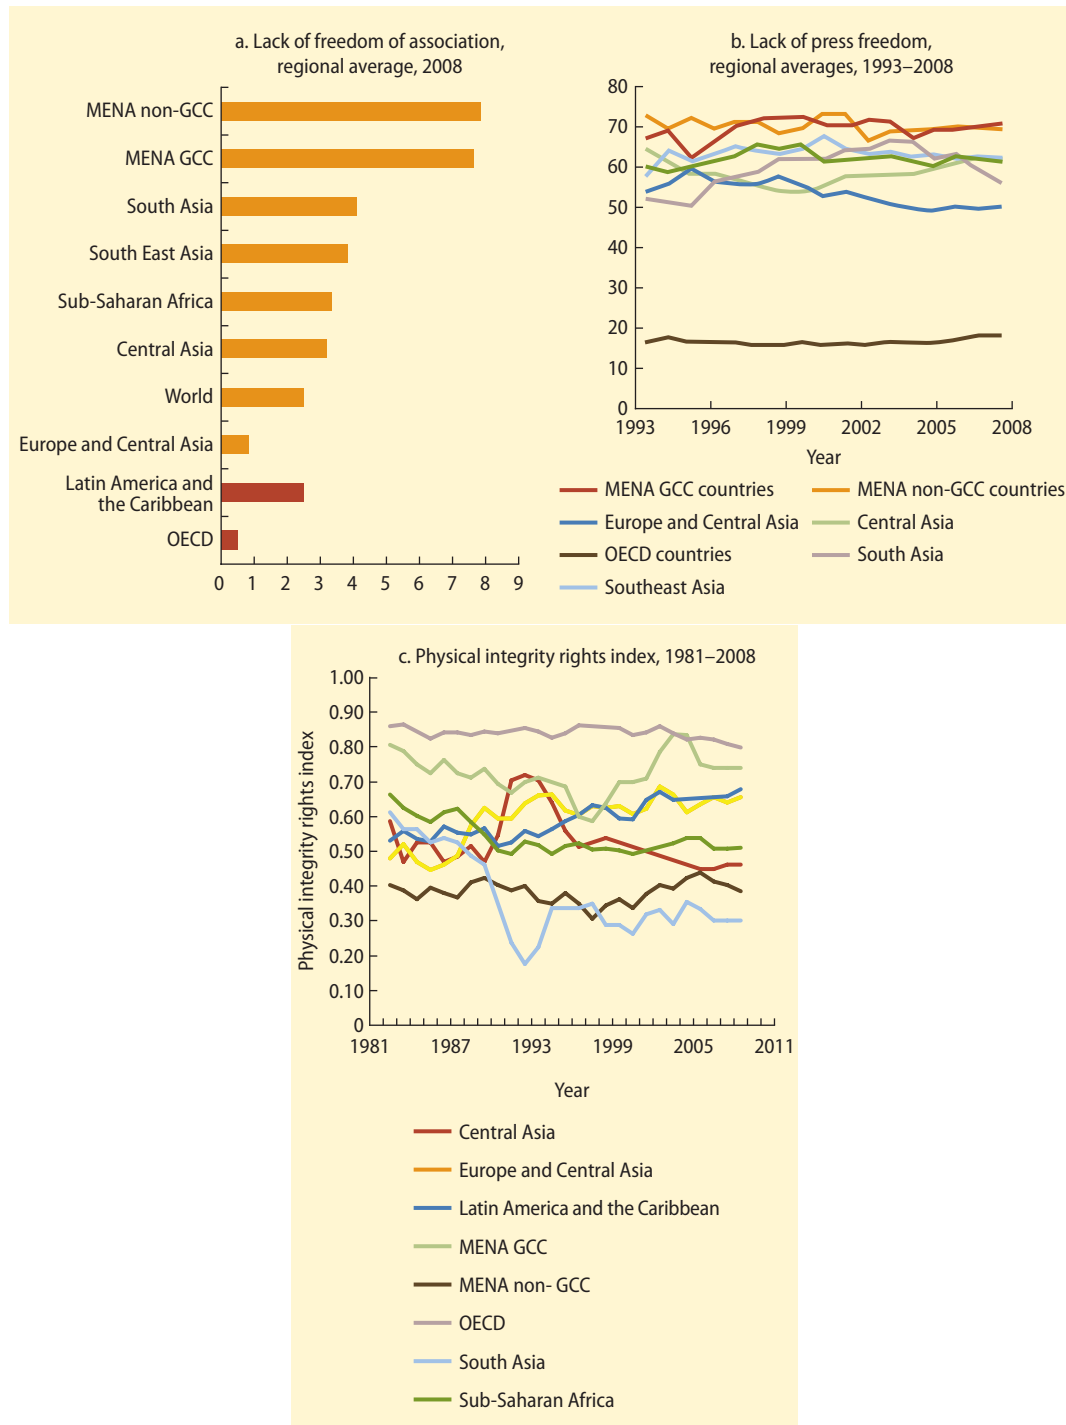 a. Lack of freedom of association,
regional average, 2008
MENA non-GCC
MENA GCC
South Asia
South East Asia
Sub-Saharan Africa
Central Asia
World
Europe and Central Asia
Latin America and
the Caribbean
OECD
0 1 2 3 4 5 6 7 8 9
b. Lack of press freedom,
regional averages, 1993–2008
80
70
60
50
40
30
20
10
0
1993 1996 1999 2002 2005 2008
Year
MENA GCC countries
MENA non-GCC countries
Europe and Central Asia
Central Asia
OECD countries
South Asia
Southeast Asia
c. Physical integrity rights index, 1981–2008
Physical integrity rights index
1.00
0.90
0.80
0.70
0.60
0.50
0.40
0.30
0.20
0.10
0
1981 1987 1993 1999 2005 2011
Year
Central Asia
Europe and Central Asia
Latin America and the Caribbean
MENA GCC
MENA non- GCC
OECD
South Asia
Sub-Saharan Africa